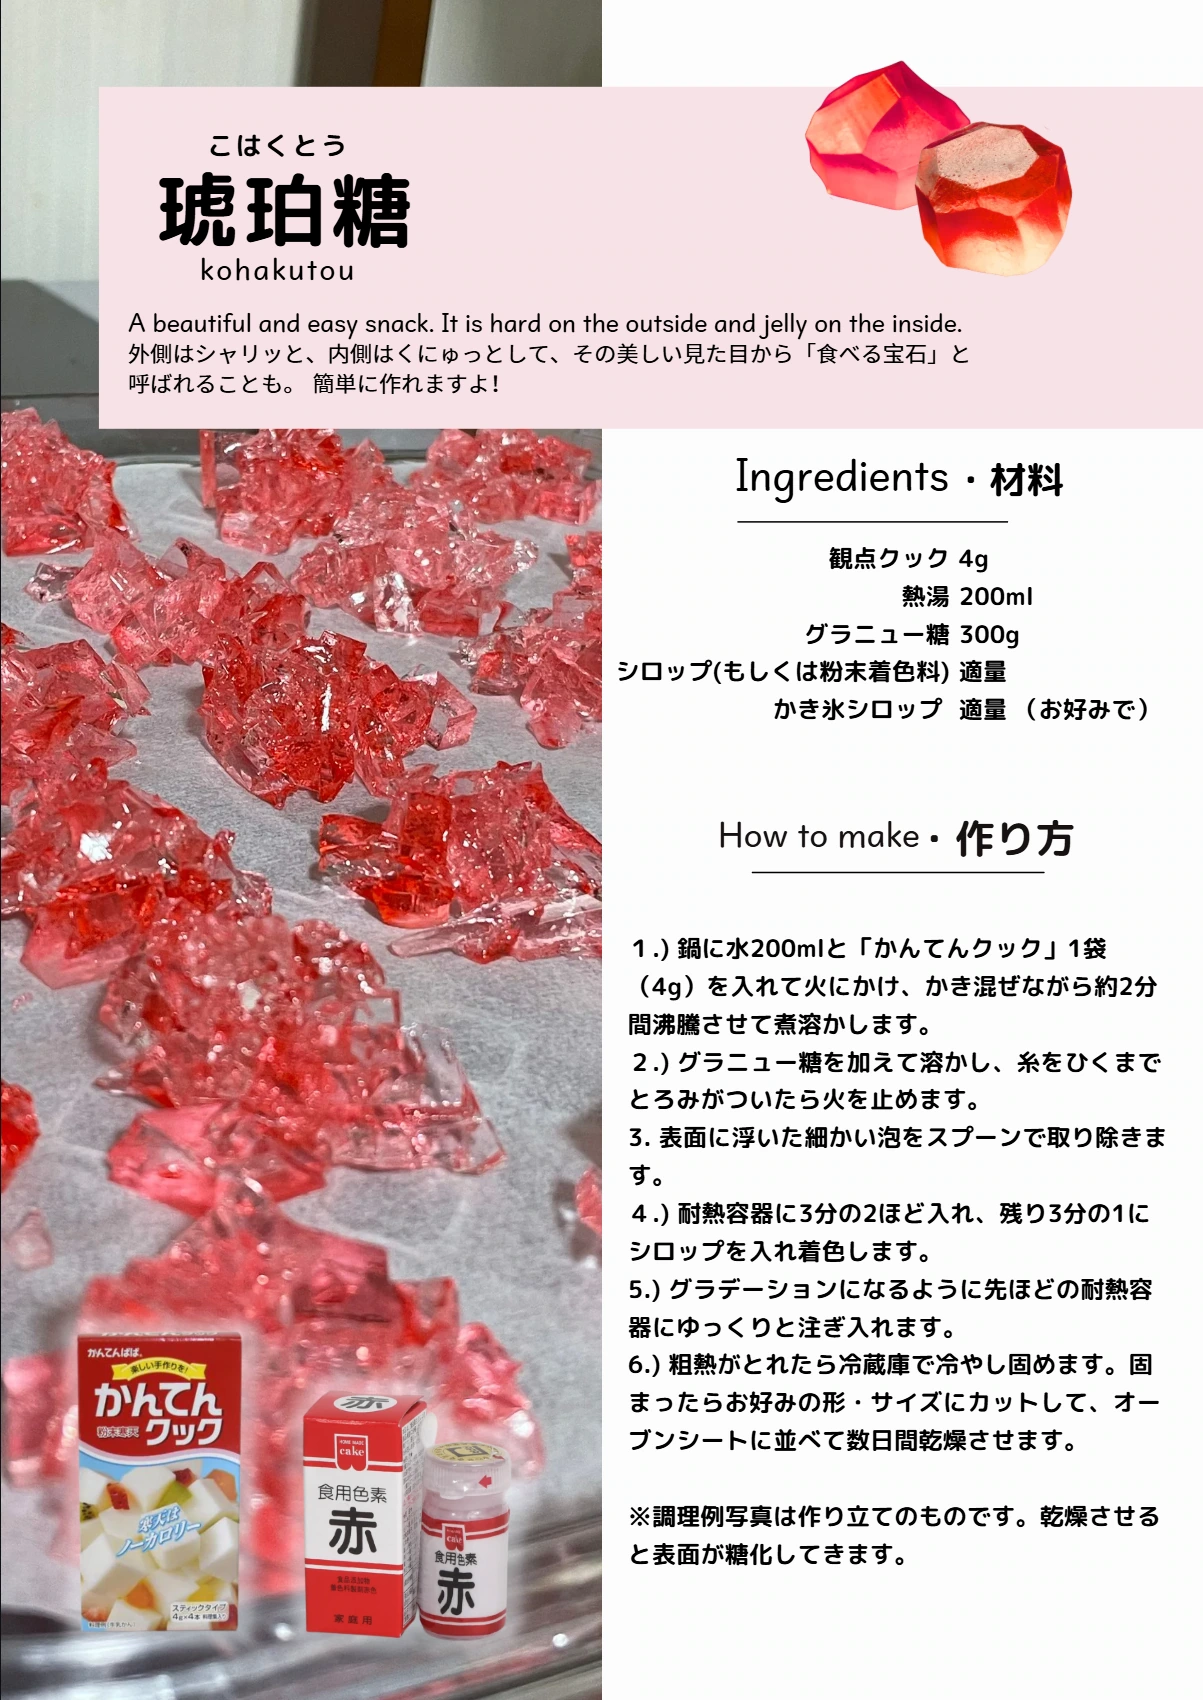 こはくとう
琥珀糖
kohakutou
A beautiful and easy snack. It is hard on the outside and jelly on the inside.
外側はシャリッと、内側はくにゅっとして、その美しい見た目から「食べる宝石」と
呼ばれることも。 簡単に作れますよ!
Ingredients・材料
観点クック 4g
熱湯 200ml
グラニュー糖 300g
シロップ(もしくは粉末着色料) 適量
かき氷シロップ 適量 （お好みで）
How to make・作り方
１.) 鍋に水200mlと「かんてんクック」1袋
（4g）を入れて火にかけ、かき混ぜながら約2分
間沸騰させて煮溶かします。
２.) グラニュー糖を加えて溶かし、糸をひくまで
とろみがついたら火を止めます。
3. 表面に浮いた細かい泡をスプーンで取り除きま
す。
４.) 耐熱容器に3分の2ほど入れ、残り3分の1に
シロップを入れ着色します。
5.) グラデーションになるように先ほどの耐熱容
器にゆっくりと注ぎ入れます。
6.) 粗熱がとれたら冷蔵庫で冷やし固めます。固
まったらお好みの形・サイズにカットして、オー
ブンシートに並べて数日間乾燥させます。
※調理例写真は作り立てのものです。乾燥させる
と表面が糖化してきます。
かんてんぱぱ
楽しい手作りを!
かんてん
粉末寒天 クック
寒天は
ノーカロリー
スティックタイプ
4g×4本
赤
HOME MADE
cake
食用色素
赤
家庭用
cake
食用色素
赤